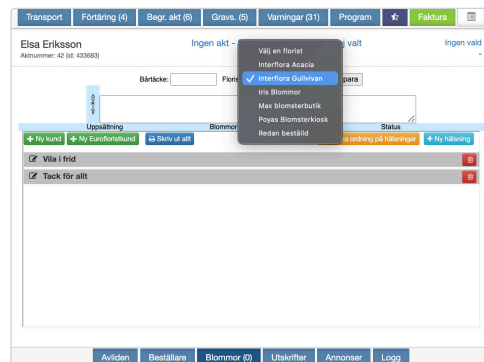 Transport Förtäring (4) Begr. akt (6) Gravs. (5) Varningar (31) Program Faktura
Elsa Eriksson Ingen akt - valt Ingen vald
Aktnummer: 42 (id: 433683) -
Välj en florist
Interflora Acacia
Bårtäcke: Floris ✓ Interflora Gullivan para
Iris Blommor
Max blomsterbutik
Poyas Blomsterkiosk
Redan beställd
Uppsättning Blommor Status
+ Ny kund + Ny Eurofloristkund Skriv ut allt ra ordning på hälsningar + Ny hälsning
Vila i frid
Tack för allt
Avliden Beställare Blommor (0) Utskrifter Annonser Logg